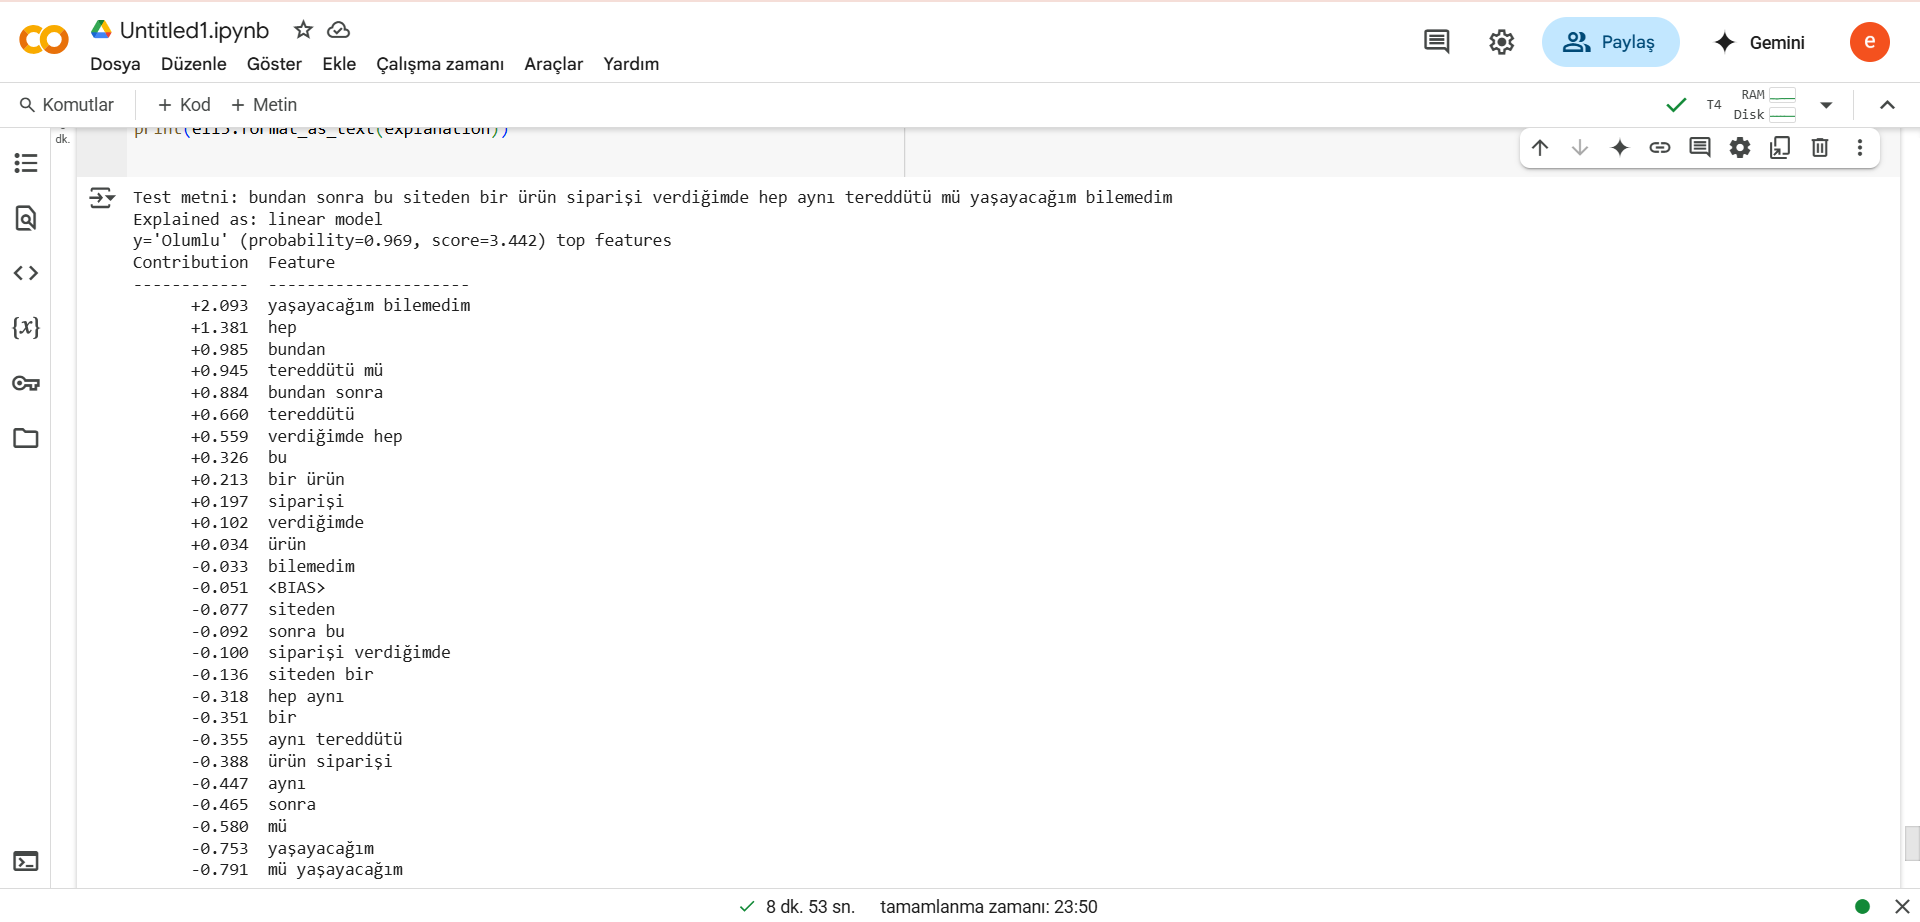 Untitled1.ipynb
Dosya Düzenle Göster Ekle Çalışma zamanı Araçlar Yardım
Paylaş
Gemini
e
Komutlar + Kod + Metin
T4 RAM
Disk
dk.
print(eli5.format_as_text(explanation))
Test metni: bundan sonra bu siteden bir ürün siparişi verdiğimde hep aynı tereddütü mü yaşayacağım bilemedim
Explained as: linear model
y='Olumlu' (probability=0.969, score=3.442) top features
Contribution Feature
------------ ---------------------
+2.093 yaşayacağım bilemedim
+1.381 hep
+0.985 bundan
+0.945 tereddütü mü
+0.884 bundan sonra
+0.660 tereddütü
+0.559 verdiğimde hep
+0.326 bu
+0.213 bir ürün
+0.197 siparişi
+0.102 verdiğimde
+0.034 ürün
-0.033 bilemedim
-0.051 <BIAS>
-0.077 siteden
-0.092 sonra bu
-0.100 siparişi verdiğimde
-0.136 siteden bir
-0.318 hep aynı
-0.351 bir
-0.355 aynı tereddütü
-0.388 ürün siparişi
-0.447 aynı
-0.465 sonra
-0.580 mü
-0.753 yaşayacağım
-0.791 mü yaşayacağım
8 dk. 53 sn. tamamlanma zamanı: 23:50